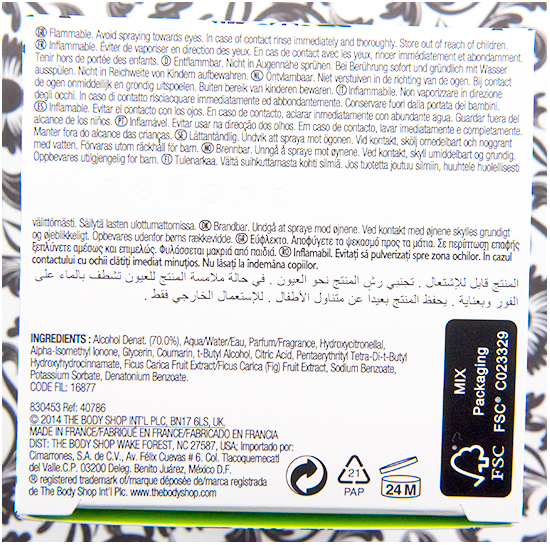 GB Flammable. Avoid spraying towards eyes. In case of contact rinse immediately and thoroughly. Store out of reach of children.
FR Inflammable. Éviter de vaporiser en direction des yeux. En cas de contact avec les yeux, rincer immédiatement et abondamment.
Tenir hors de portée des enfants. D Entflammbar. Nicht in Augennähe sprühen. Bei Berührung sofort und gründlich mit Wasser
ausspülen. Nicht in Reichweite von Kindern aufbewahren. NL Ontvlambaar. Niet verstuiven in de richting van de ogen. Bij contact
de ogen onmiddellijk en grondig uitspoelen. Buiten bereik van kinderen bewaren. IT Infiammabile. Non vaporizzare in direzione
degli occhi. In caso di contatto risciacquare immediatamente ed abbondantemente. Conservare fuori dalla portata dei bambini.
ES Inflamable. Evitar el contacto con los ojos. En caso de contacto, aclarar inmediatamente con abundante agua. Guardar fuera del
alcance de los niños. PT Inflamável. Evitar usar na direcção dos olhos. Em caso de contacto, lavar imediatamente e completamente.
Manter fora do alcance das crianças. SE Lättantändlig. Undvik att spraya mot ögonen. Vid kontakt, skölj omedelbart och noggrant
med vatten. Förvaras utom räckhåll för barn. NO Brennbar. Unngå å spraye mot øynene. Ved kontakt, skyll umiddelbart og grundig.
Oppbevares utilgjengelig for barn. FI Tulenarkaa. Vältä suihkuttamasta kohti silmiä. Jos tuotetta joutuu silmiin, huuhtele huolellisesti
välittömästi. Säilytä lasten ulottumattomissa. DK Brandbar. Undgå at spraye mod øjnene. Ved kontakt med øjnene skylles grundigt
og øjeblikkeligt. Opbevares udenfor børns rækkevidde. GR Εύφλεκτο. Αποφύγετε το ψεκασμό προς τα μάτια. Σε περίπτωση επαφής
ξεπλύνετε αμέσως και επιμελώς. Φυλάσσεται μακριά από παιδιά. RO Inflamabil. Evitați să pulverizați spre zona ochilor. În cazul
contactului cu ochii clătiți imediat minuțios. Nu lăsați la îndemâna copiilor.
المنتج قابل للإشتعال . تجنبي رش المنتج نحو العيون . في حالة ملامسة المنتج للعيون تشطف بالماء على
الفور وبعناية . يحفظ المنتج بعيداً عن متناول الأطفال . للإستعمال الخارجي فقط .
INGREDIENTS : Alcohol Denat. (70.0%), Aqua/Water/Eau, Parfum/Fragrance, Hydroxycitronellal,
Alpha-Isomethyl Ionone, Glycerin, Coumarin, t-Butyl Alcohol, Citric Acid, Pentaerythrityl Tetra-Di-t-Butyl
Hydroxyhydrocinnamate, Ficus Carica Fruit Extract/Ficus Carica (Fig) Fruit Extract, Sodium Benzoate,
Potassium Sorbate, Denatonium Benzoate.
CODE FIL: 16877
830453 Ref: 40786
© 2014 THE BODY SHOP INT'L PLC, BN17 6LS, UK.
MADE IN FRANCE/FABRIQUÉ EN FRANCE/FABRICADO EN FRANCIA
DIST: THE BODY SHOP WAKE FOREST, NC 27587, USA; Importado por:
Cimarrones, S.A. de C.V., Av. Félix Cuevas # 6. Col. Tlacoquemecatl
del Valle.C.P. 03200 Deleg. Benito Juárez, México D.F.
® registered trademark of/marque déposée de/marca registrada
de The Body Shop Int'l Plc. www.thebodyshop.com
21
PAP
24 M
MIX
Packaging
FSC® C023329
FSC